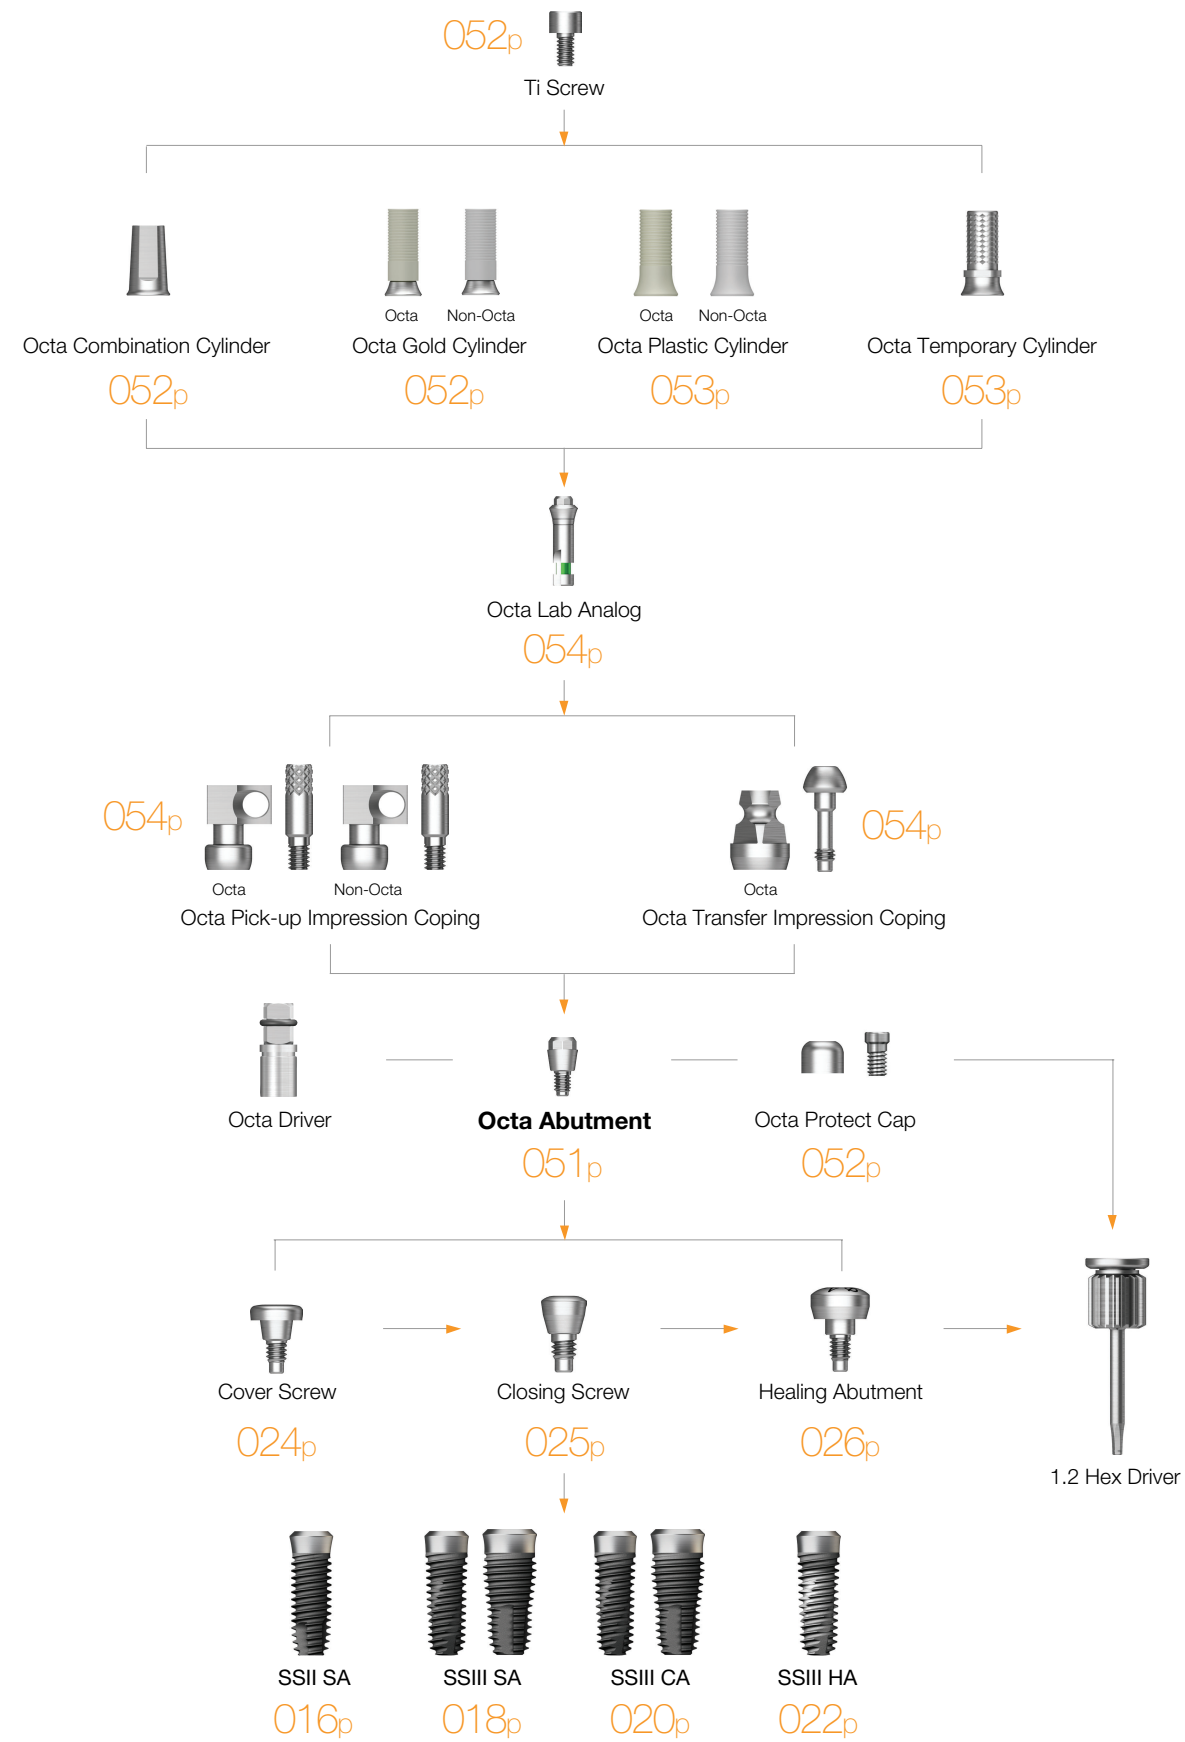 052p
Ti Screw
Octa Non-Octa Octa Non-Octa
Octa Combination Cylinder Octa Gold Cylinder Octa Plastic Cylinder Octa Temporary Cylinder
052p 052p 053p 053p
Octa Lab Analog
054p
054p 054p
Octa Non-Octa Octa
Octa Pick-up Impression Coping Octa Transfer Impression Coping
Octa Driver Octa Abutment Octa Protect Cap
051p 052p
Cover Screw Closing Screw Healing Abutment
024p 025p 026p
1.2 Hex Driver
SSII SA SSIII SA SSIII CA SSIII HA
016p 018p 020p 022p